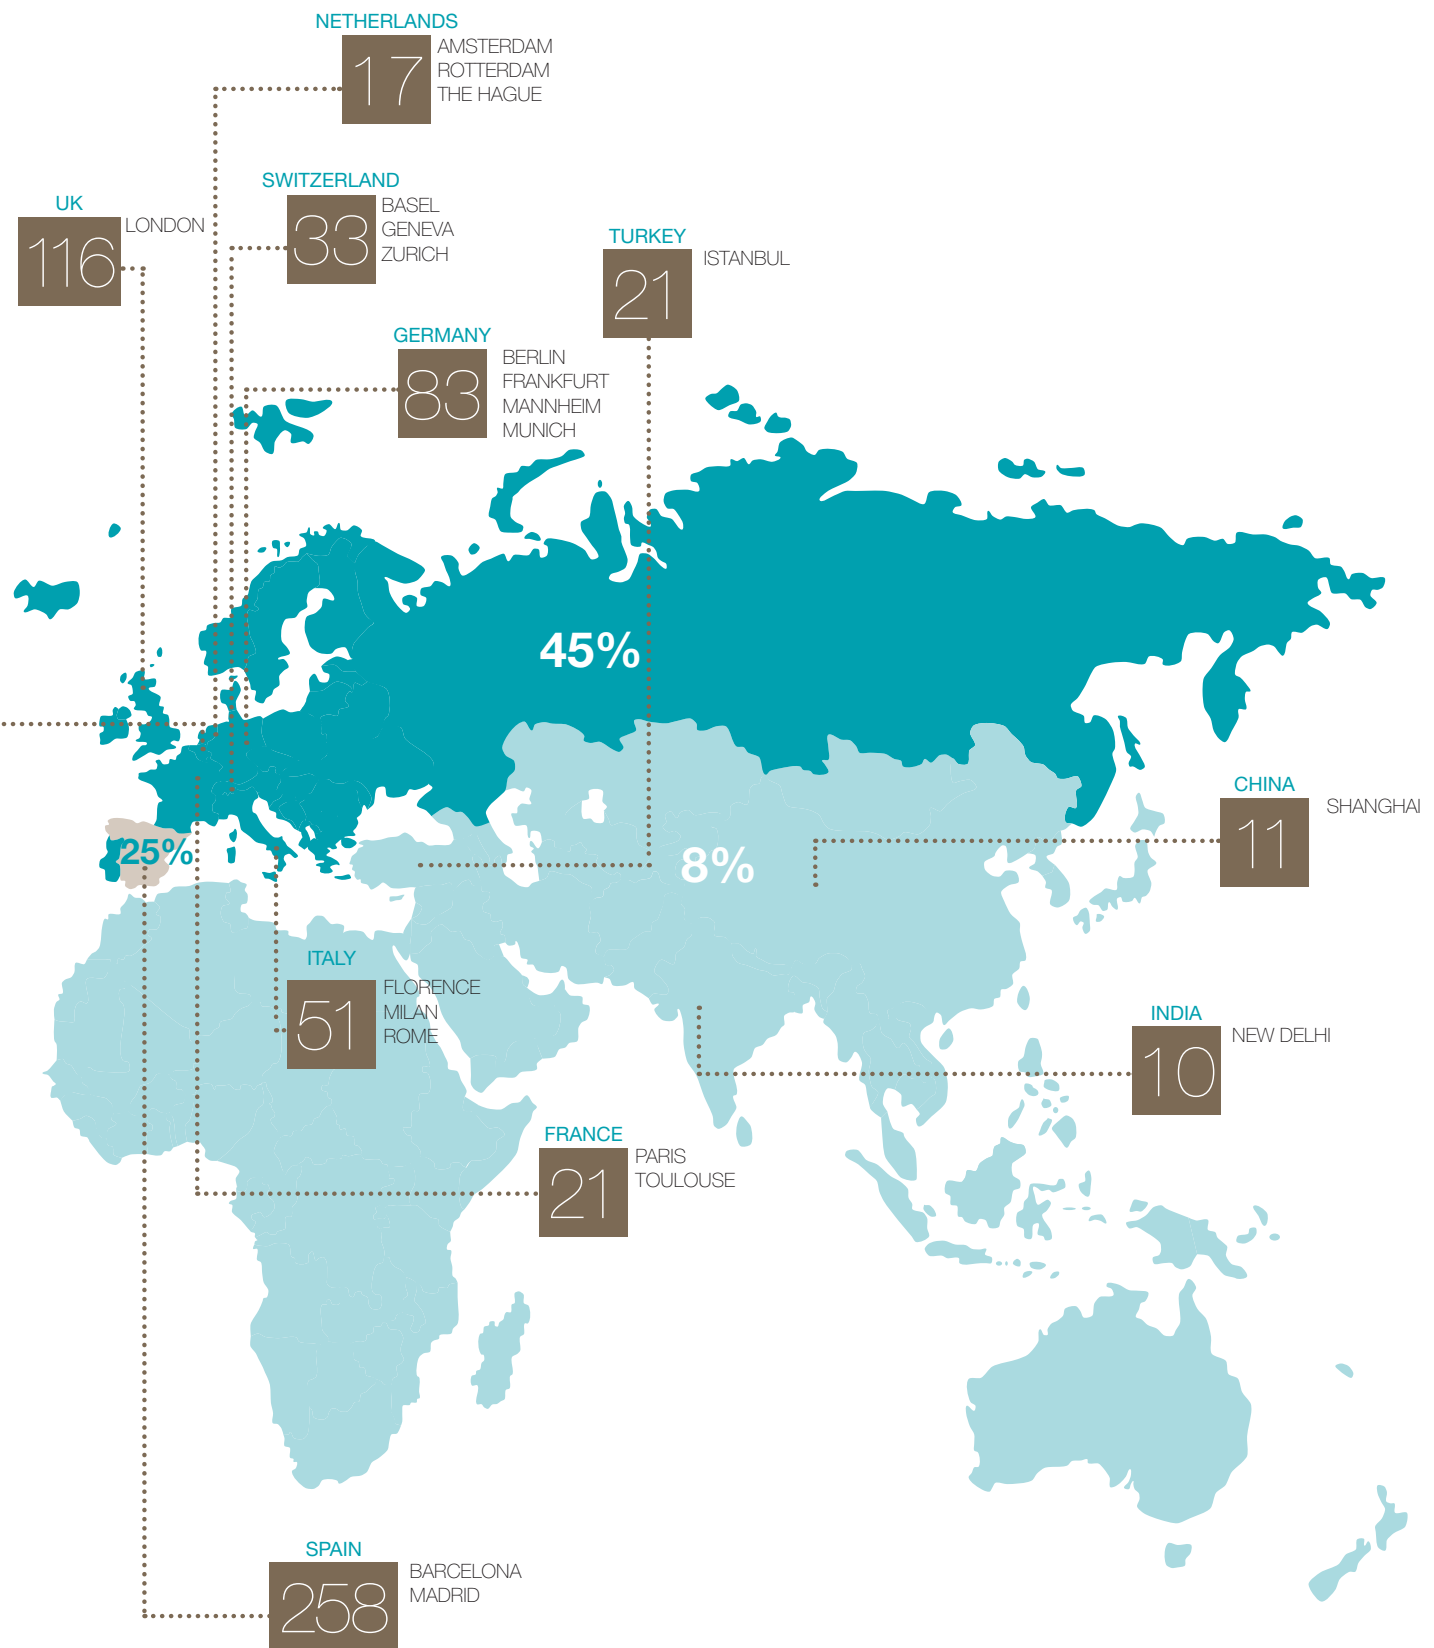 NETHERLANDS
17
AMSTERDAM
ROTTERDAM
THE HAGUE
SWITZERLAND
33
BASEL
GENEVA
ZURICH
UK
116
LONDON
TURKEY
21
ISTANBUL
GERMANY
83
BERLIN
FRANKFURT
MANNHEIM
MUNICH
45%
CHINA
11
SHANGHAI
25%
8%
ITALY
51
FLORENCE
MILAN
ROME
INDIA
10
NEW DELHI
FRANCE
21
PARIS
TOULOUSE
SPAIN
258
BARCELONA
MADRID